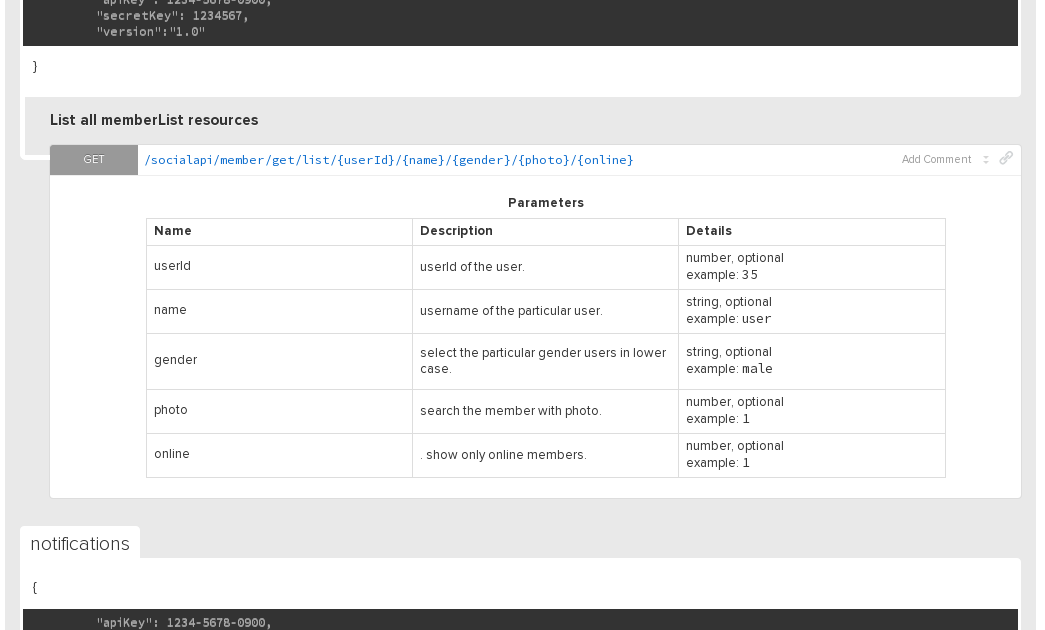 "apiKey": 1234-5678-0900,
"secretKey": 1234567,
"version":"1.0"
}
List all memberList resources
GET /socialapi/member/get/list/{userId}/{name}/{gender}/{photo}/{online} Add Comment
Parameters
Name Description Details
userId userId of the user. number, optional
example: 35
name username of the particular user. string, optional
example: user
gender select the particular gender users in lower case. string, optional
example: male
photo search the member with photo. number, optional
example: 1
online . show only online members. number, optional
example: 1
notifications
{
"apiKey": 1234-5678-0900,